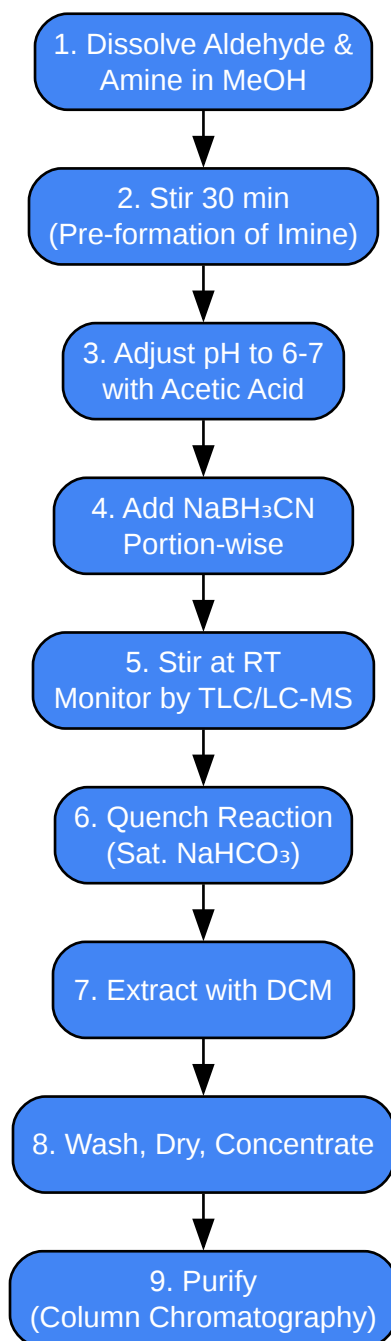 1. Dissolve Aldehyde &
Amine in MeOH
2. Stir 30 min
(Pre-formation of Imine)
3. Adjust pH to 6-7
with Acetic Acid
4. Add NaBH₃CN
Portion-wise
5. Stir at RT
Monitor by TLC/LC-MS
6. Quench Reaction
(Sat. NaHCO₃)
7. Extract with DCM
8. Wash, Dry, Concentrate
9. Purify
(Column Chromatography)